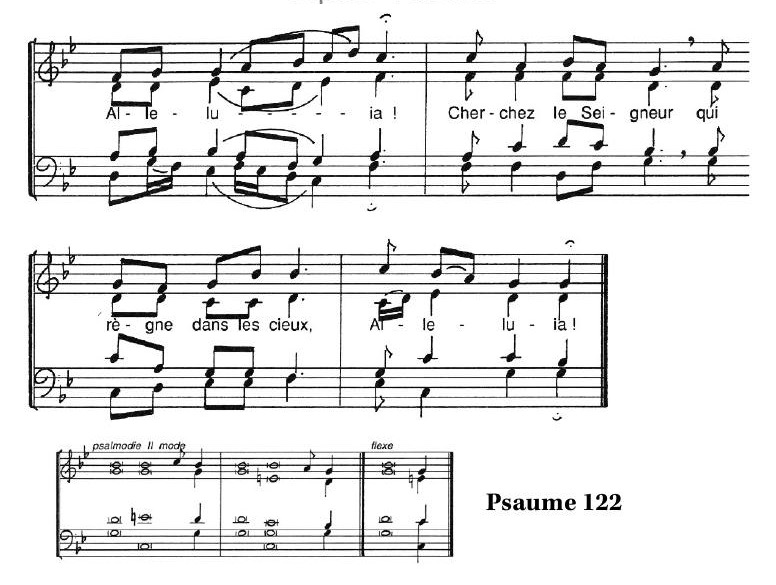 Al - le - lu - - - - ia ! Cher - chez le Sei - gneur qui
rè - gne dans les cieux, Al - le - lu - ia !
psalmodie II mode flexe
Psaume 122